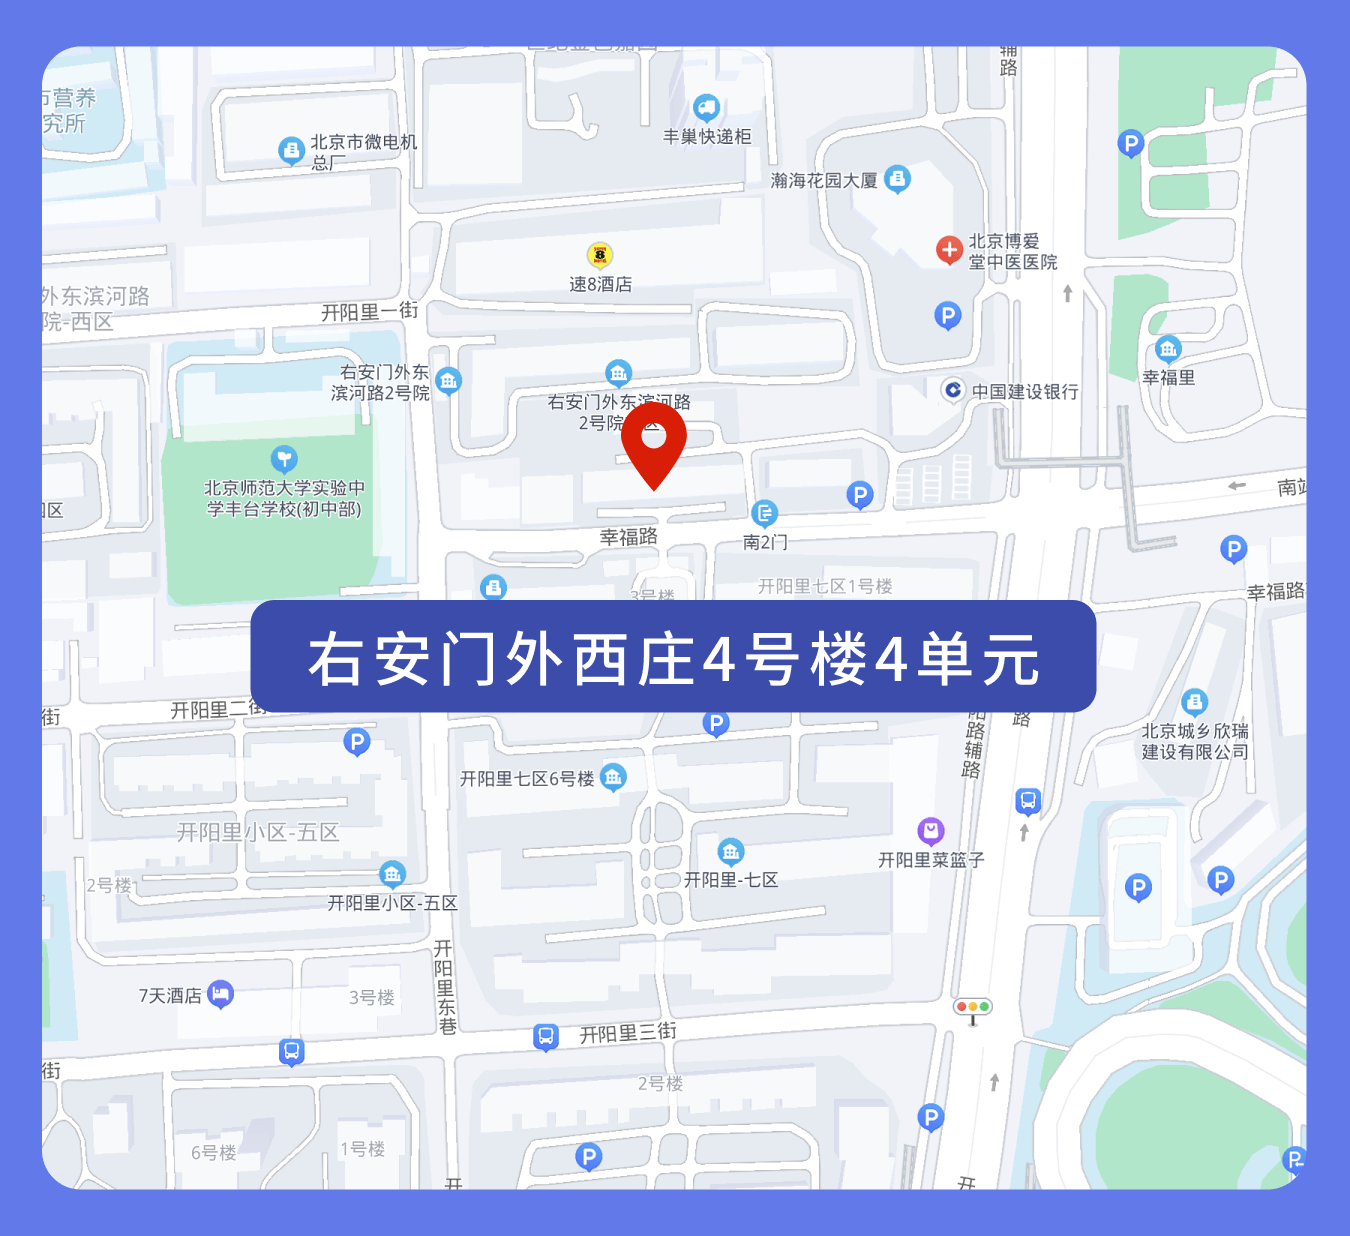 辅
路
营养
究所
丰巢快递柜
北京市微电机
总厂
瀚海花园大厦
北京博爱
堂中医医院
速8酒店
外东滨河路
院-西区
开阳里一街
右安门外东
滨河路2号院
右安门外东滨河路
2号院
区
中国建设银行
幸福里
北京师范大学实验中
学丰台学校(初中部)
区
南站
幸福路
南2门
开阳里七区1号楼
3号楼
幸福路
右安门外西庄4号楼4单元
街
开阳里二街
阳
路
辅
路
路
北京城乡欣瑞
建设有限公司
开阳里七区6号楼
开阳里小区-五区
开阳里菜篮子
2号楼
开阳里-七区
开阳里小区-五区
开
阳
里
东
巷
7天酒店
3号楼
开阳里三街
街
2号楼
6号楼
1号楼
开
开